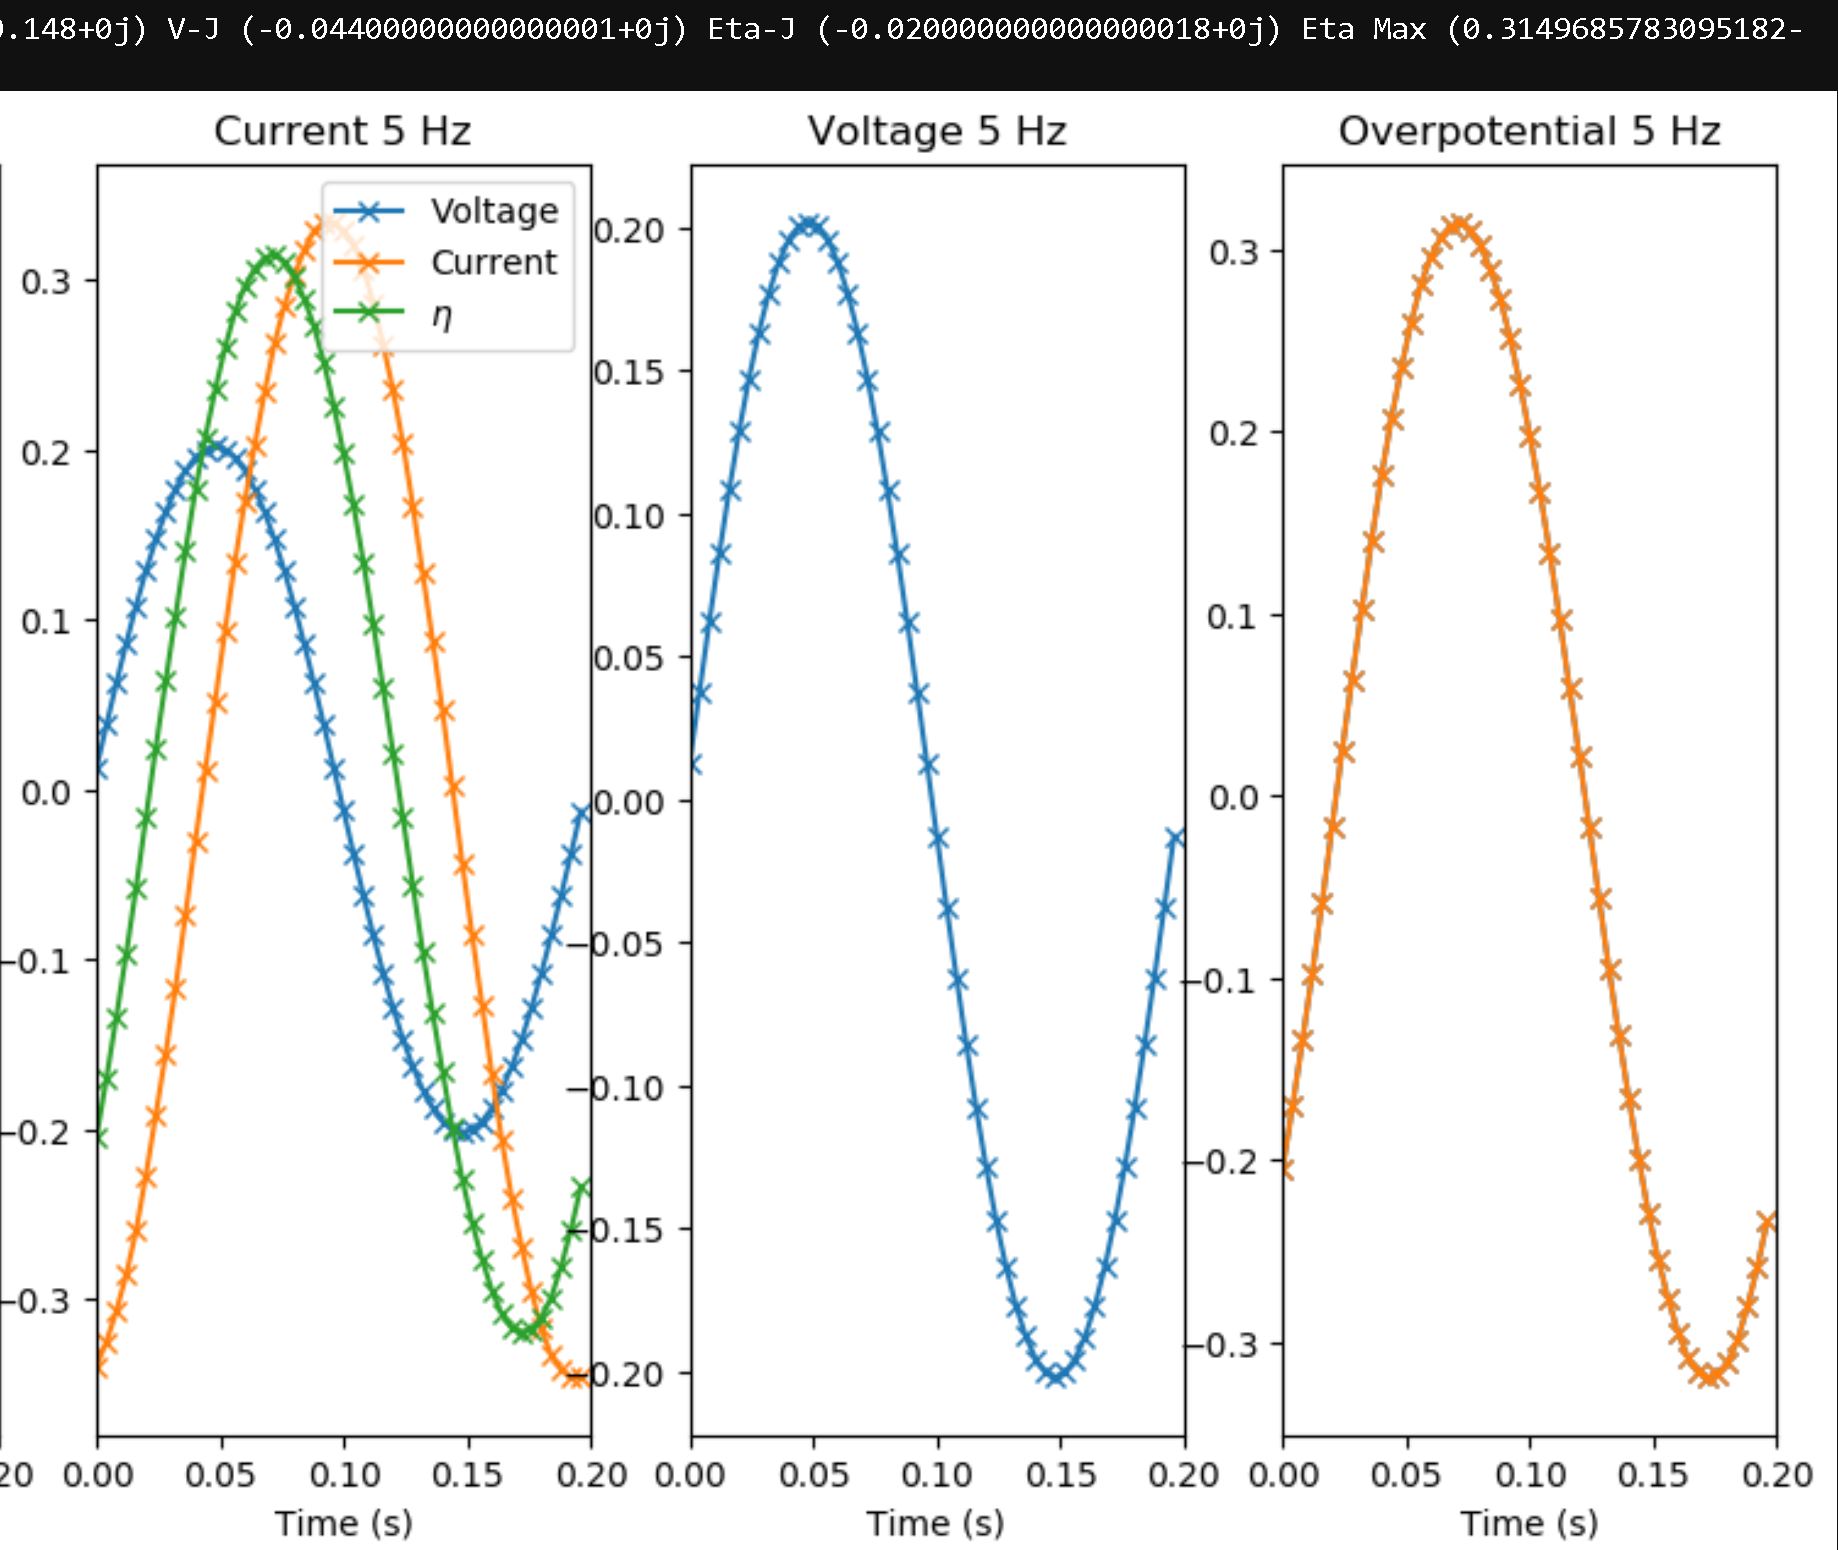 0.148+0j) V-J (-0.04400000000000001+0j) Eta-J (-0.020000000000000018+0j) Eta Max (0.3149685783095182-
Current 5 Hz
Voltage 5 Hz
Overpotential 5 Hz
Voltage
Current
η
0.3
0.2
0.1
0.0
−0.1
−0.2
−0.3
0.20
0.15
0.10
0.05
0.00
−0.05
−0.10
−0.15
−0.20
0.3
0.2
0.1
0.0
−0.1
−0.2
−0.3
20
0.00 0.05 0.10 0.15 0.20
0.00 0.05 0.10 0.15 0.20
0.00 0.05 0.10 0.15 0.20
Time (s)
Time (s)
Time (s)